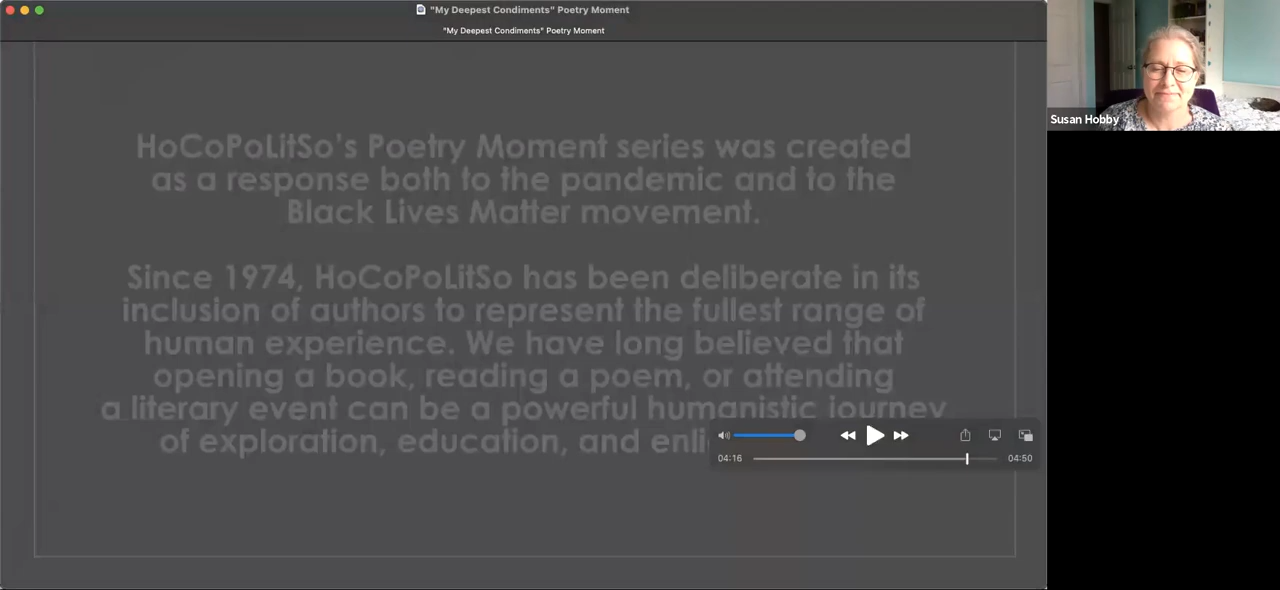 "My Deepest Condiments" Poetry Moment
"My Deepest Condiments" Poetry Moment
HoCoPoLitSo's Poetry Moment series was created
as a response both to the pandemic and to the
Black Lives Matter movement.
Since 1974, HoCoPoLitSo has been deliberate in its
inclusion of authors to represent the fullest range of
human experience. We have long believed that
opening a book, reading a poem, or attending
a literary event can be a powerful humanistic journey
of exploration, education, and enli
04:16
04:50
Susan Hobby